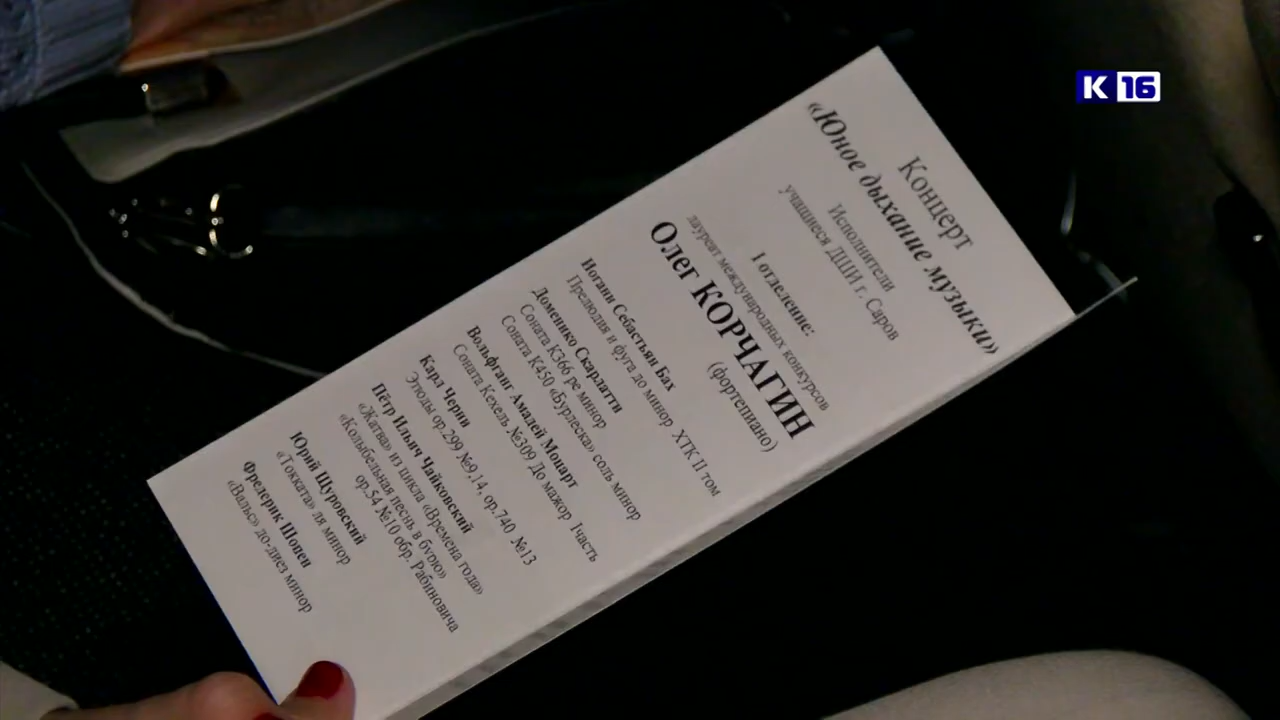 К 16
Концерт
«Юное дыхание музыки»
Исполнители
учащиеся ДШИ г. Саров
I отделение:
лауреат международных конкурсов
Олег КОРЧАГИН
(фортепиано)
Иоганн Себастьян Бах
Прелюдия и фуга до минор ХТК II том
Доменико Скарлатти
Соната К366 ре минор
Соната К450 «Бурлеска» соль минор
Вольфганг Амадей Моцарт
Соната Кехель №309 До мажор 1часть
Карл Черни
Этюды ор.299 №9,14, ор.740 №13
Пётр Ильич Чайковский
«Жатва» из цикла «Времена года»
«Колыбельная песнь в бурю»
ор.54 №10 обр. Рабиновича
Юрий Щуровский
«Токката» ля минор
Фредерик Шопен
«Вальс» до-диез минор